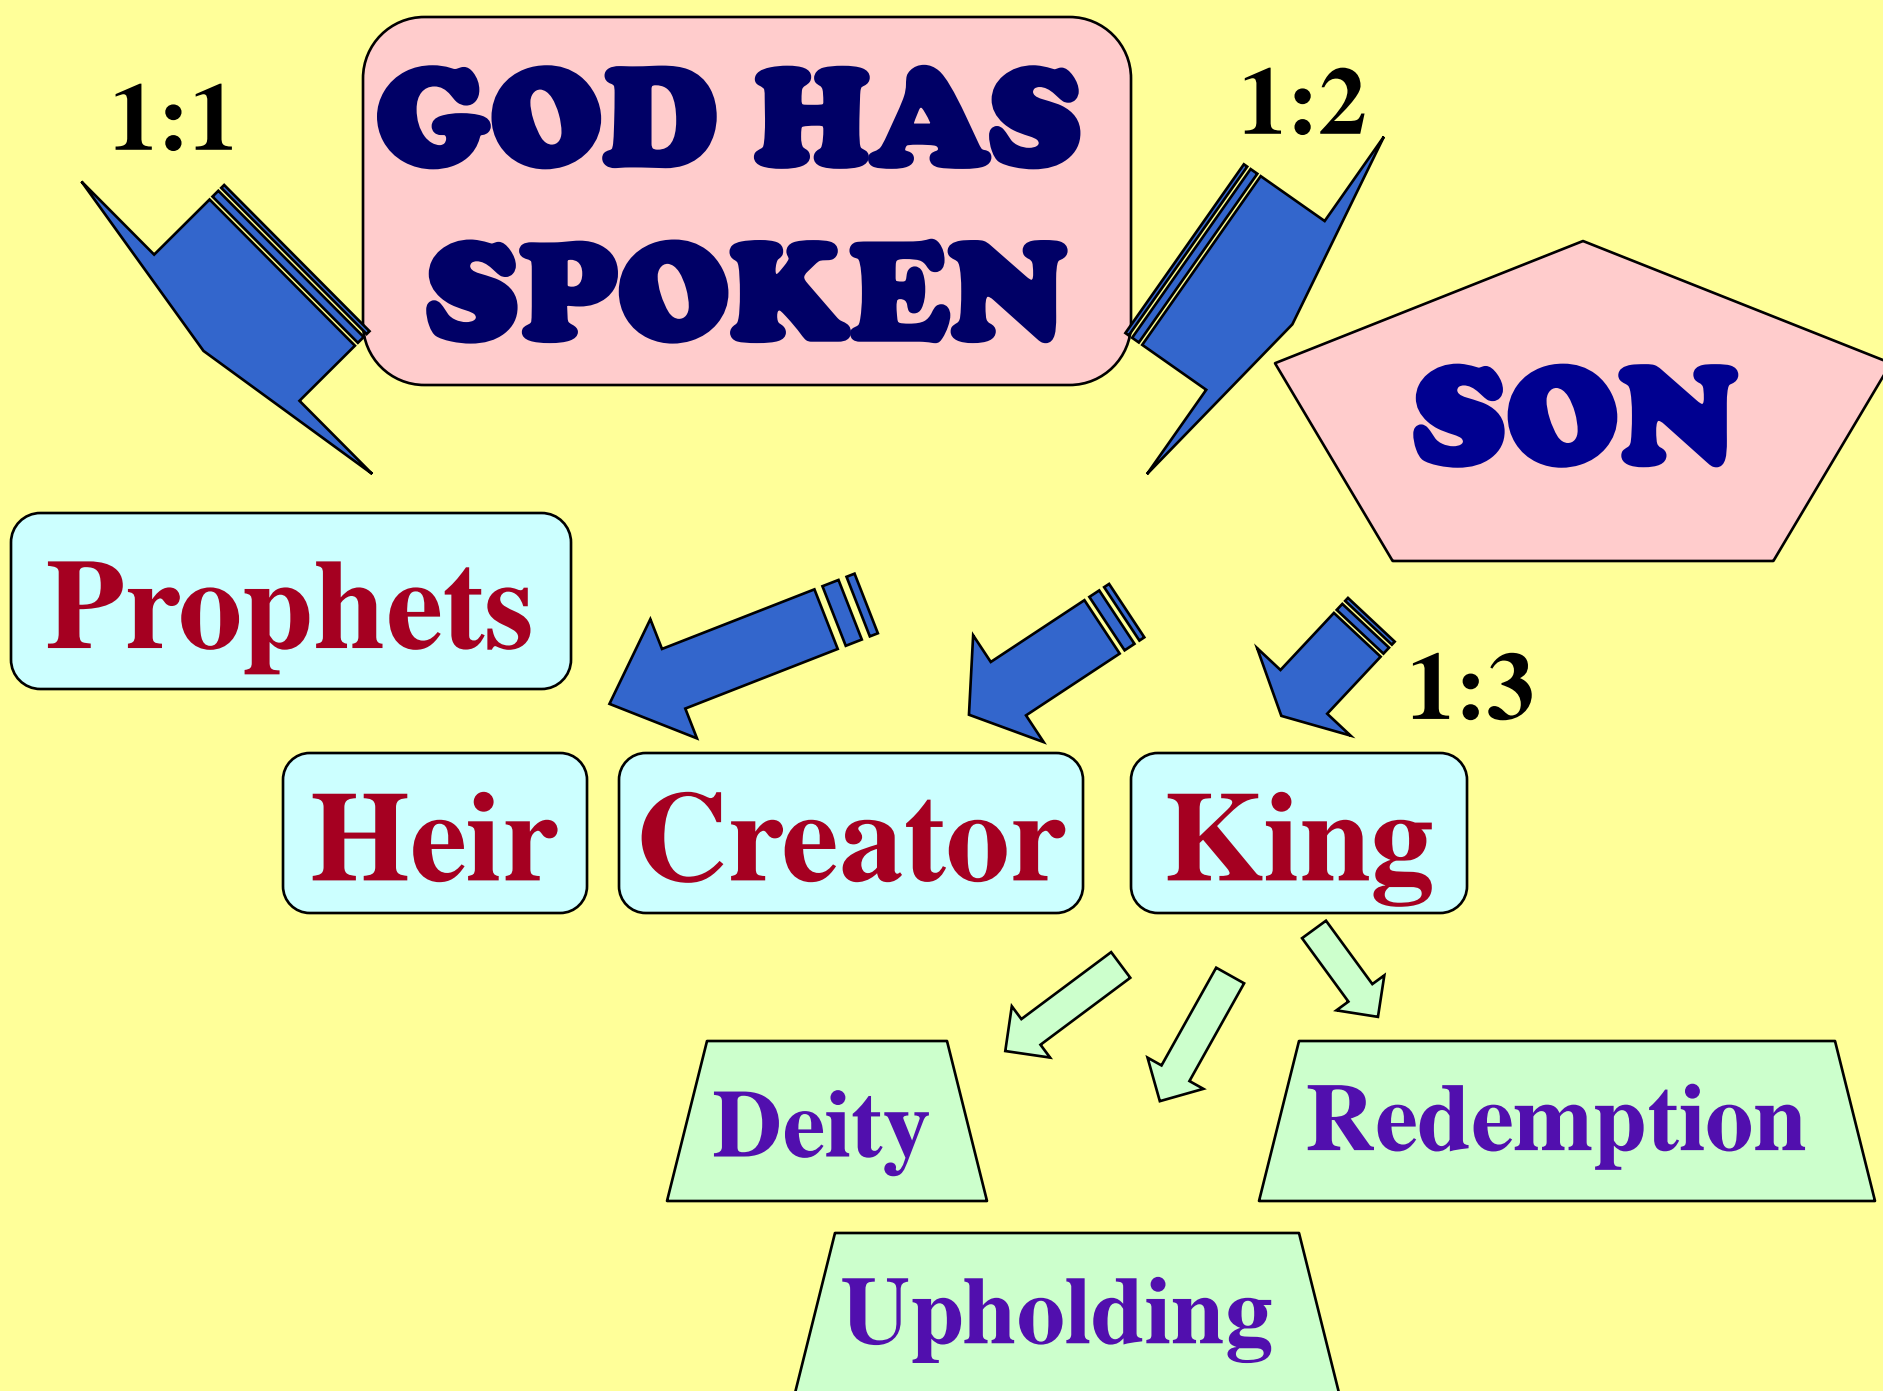 GOD HAS
SPOKEN
1:1
1:2
SON
Prophets
1:3
Heir
Creator
King
Deity
Redemption
Upholding